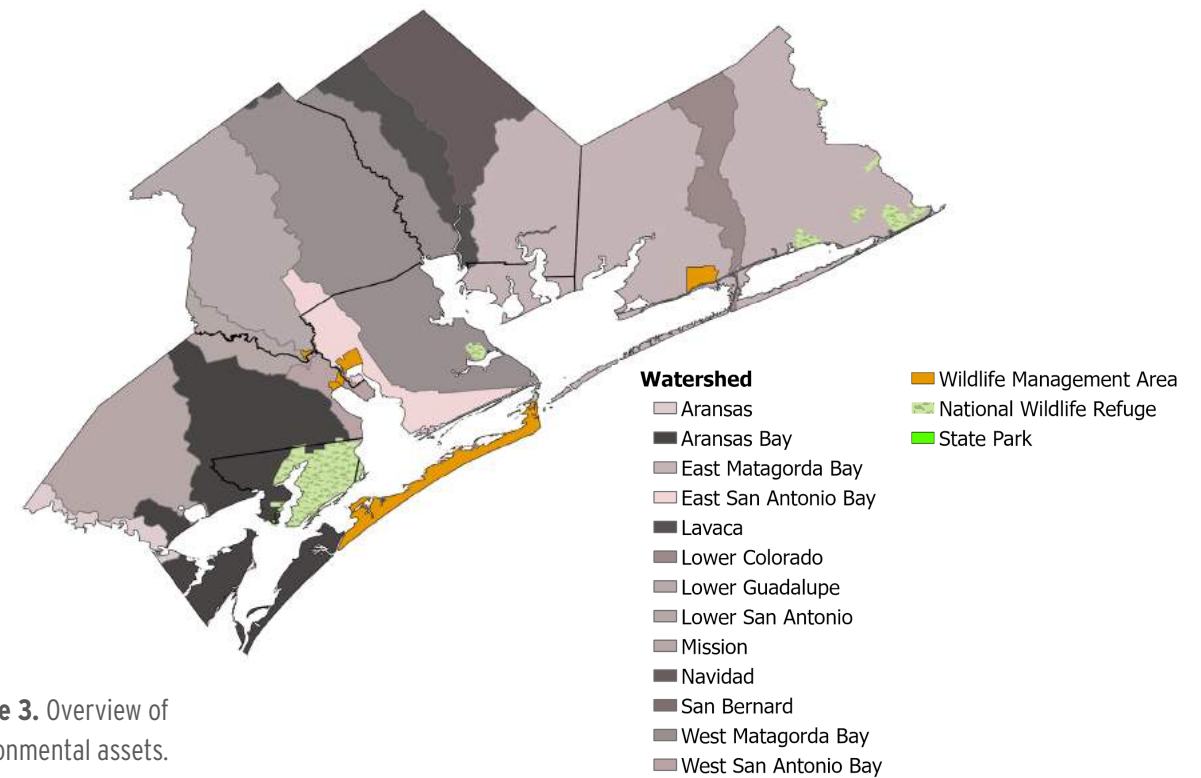 Watershed
Aransas
Aransas Bay
East Matagorda Bay
East San Antonio Bay
Lavaca
Lower Colorado
Lower Guadalupe
Lower San Antonio
Mission
Navidad
San Bernard
West Matagorda Bay
West San Antonio Bay
Wildlife Management Area
National Wildlife Refuge
State Park
3. Overview of
assets.